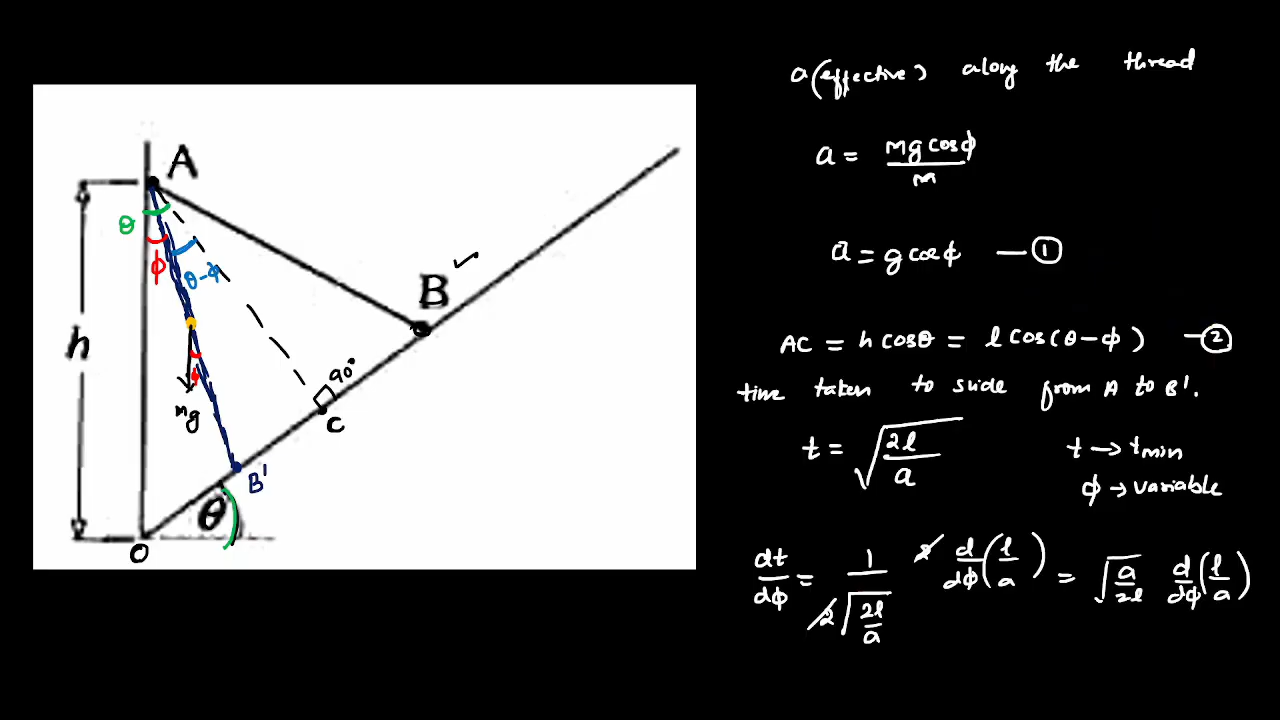 a(effective) along the thread
a = mg cosϕ / m
a = g cosϕ — ①
AC = h cosθ = l cos(θ-ϕ) — ②
time taken to slide from A to B'.
t = √(2l/a)
t → tmin
ϕ → variable
dt/dϕ = 1/(2√(2l/a)) 2 d/dϕ (l/a) = √(a/2l) d/dϕ (l/a)
A
θ
ϕ
θ-ϕ
B
h
90°
ϕ
mg
C
B'
θ
O